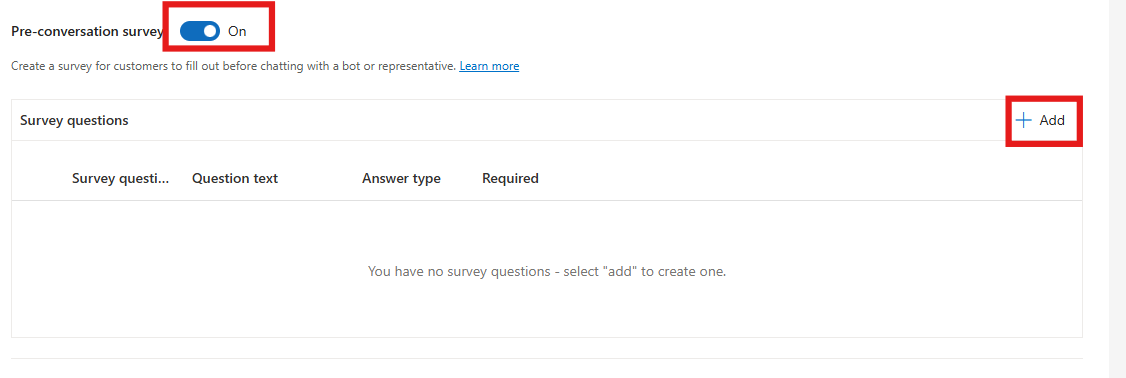 Pre-conversation survey On
Create a survey for customers to fill out before chatting with a bot or representative. Learn more
Survey questions Add
Survey questi... Question text Answer type Required
You have no survey questions - select "add" to create one.